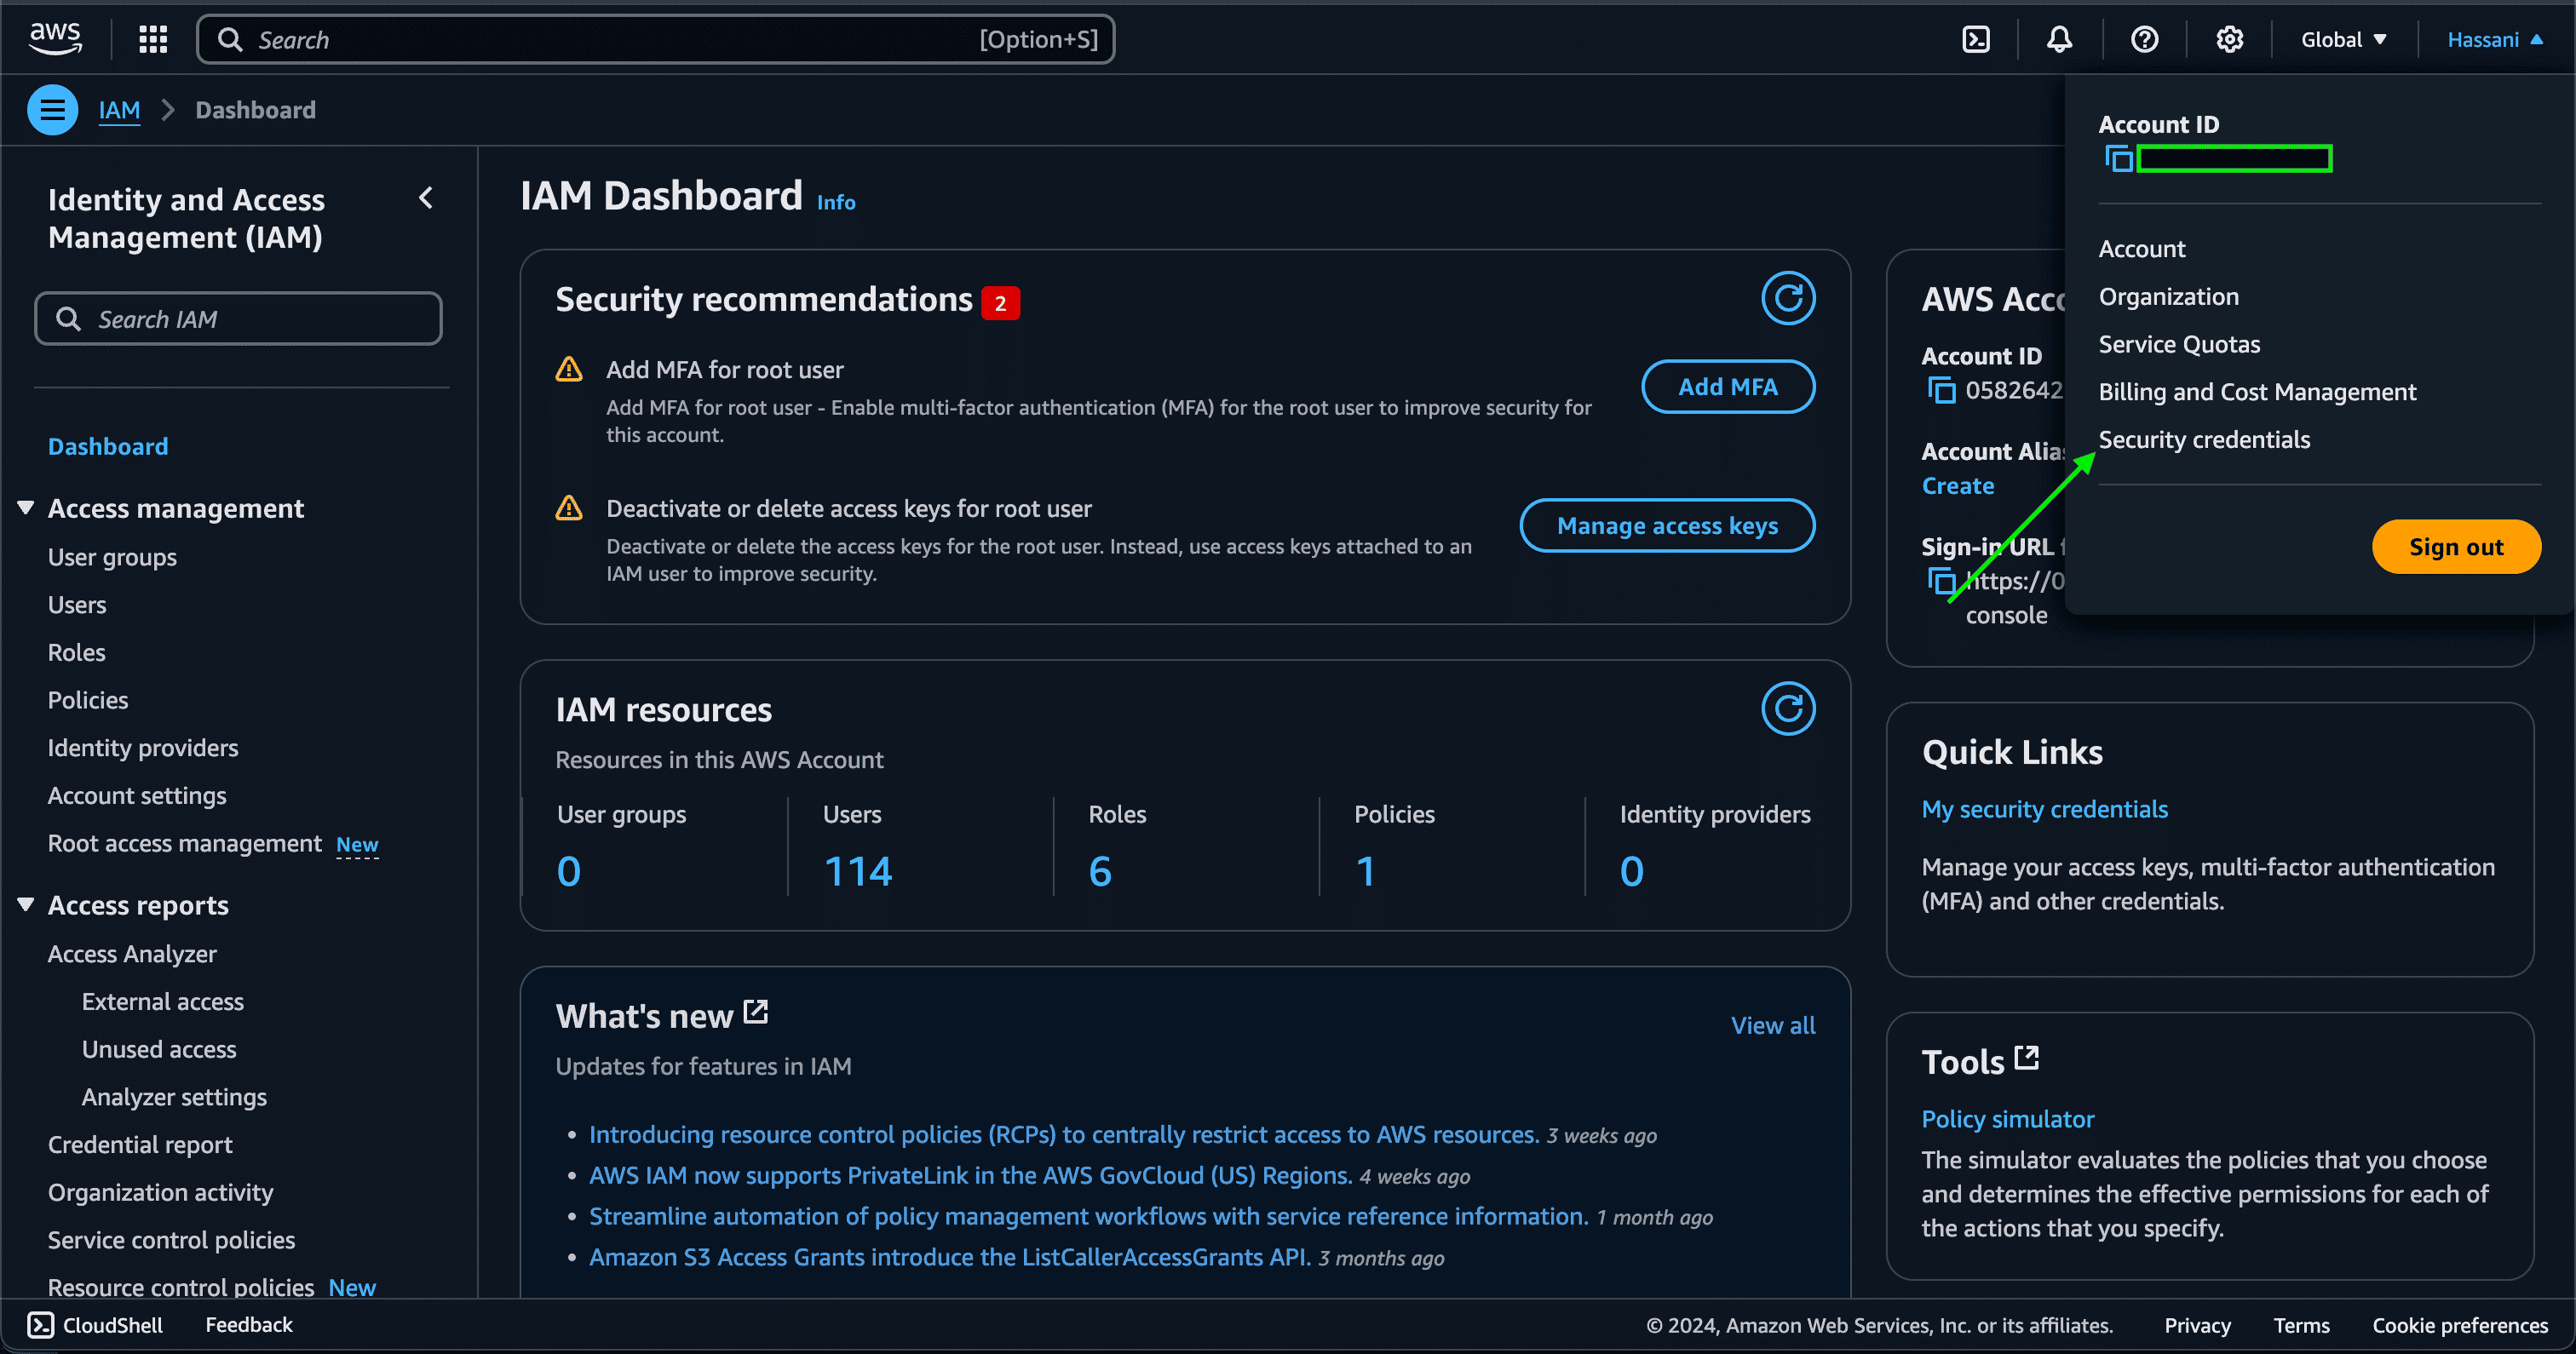 aws
Search
[Option+S]
Global
Hassani
IAM
Dashboard
Identity and Access
Management (IAM)
Search IAM
Dashboard
Access management
User groups
Users
Roles
Policies
Identity providers
Account settings
Root access management New
Access reports
Access Analyzer
External access
Unused access
Analyzer settings
Credential report
Organization activity
Service control policies
Resource control policies New
IAM Dashboard Info
Security recommendations 2
Add MFA for root user
Add MFA for root user - Enable multi-factor authentication (MFA) for the root user to improve security for
this account.
Add MFA
Deactivate or delete access keys for root user
Deactivate or delete the access keys for the root user. Instead, use access keys attached to an
IAM user to improve security.
Manage access keys
IAM resources
Resources in this AWS Account
User groups
0
Users
114
Roles
6
Policies
1
Identity providers
0
What's new
View all
Updates for features in IAM
Introducing resource control policies (RCPs) to centrally restrict access to AWS resources. 3 weeks ago
AWS IAM now supports PrivateLink in the AWS GovCloud (US) Regions. 4 weeks ago
Streamline automation of policy management workflows with service reference information. 1 month ago
Amazon S3 Access Grants introduce the ListCallerAccessGrants API. 3 months ago
AWS
Account ID
0582642
Account
Create
Sign-in URL
https://0
console
Account ID
Account
Organization
Service Quotas
Billing and Cost Management
Security credentials
Sign out
Quick Links
My security credentials
Manage your access keys, multi-factor authentication
(MFA) and other credentials.
Tools
Policy simulator
The simulator evaluates the policies that you choose
and determines the effective permissions for each of
the actions that you specify.
CloudShell
Feedback
© 2024, Amazon Web Services, Inc. or its affiliates.
Privacy
Terms
Cookie preferences